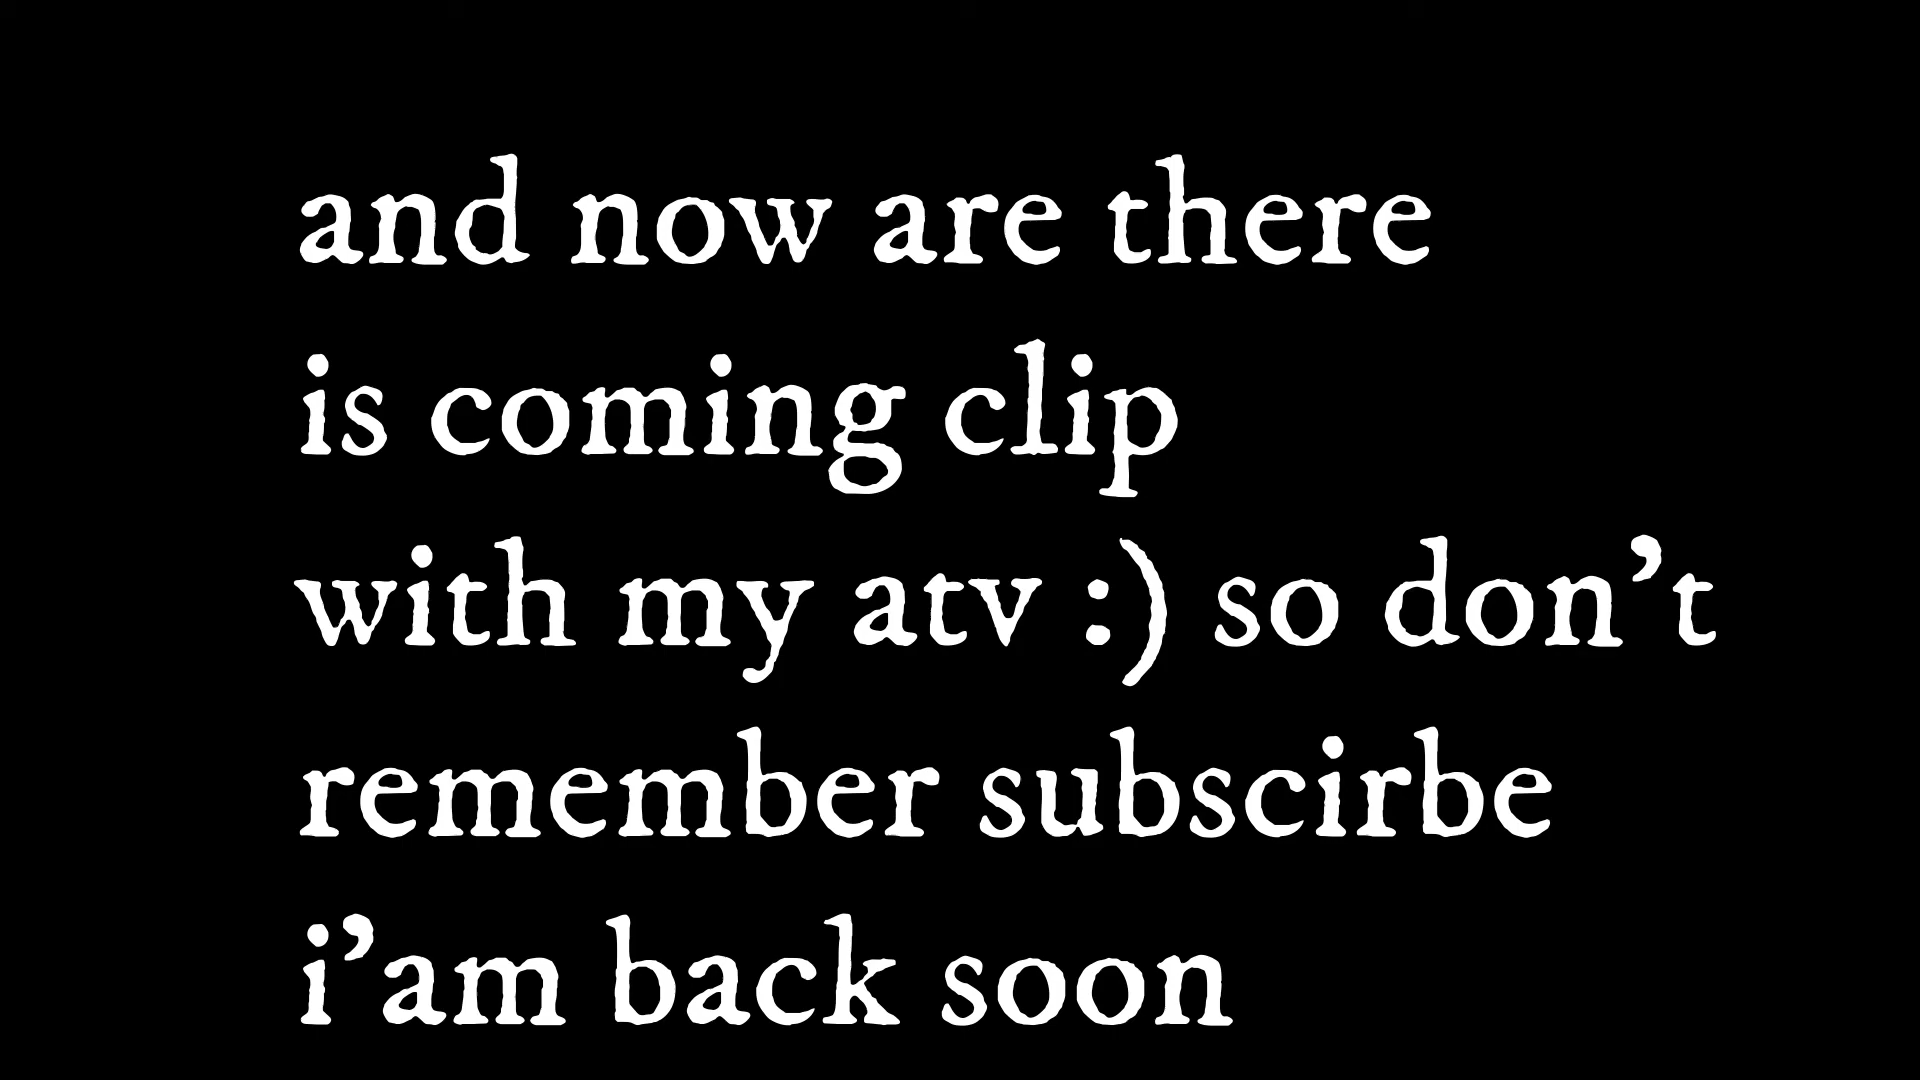 and now are there
is coming clip
with my atv :) so don’t
remember subscirbe
i’am back soon